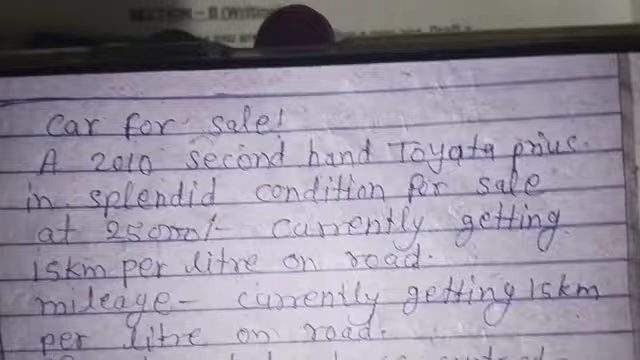 Car for sale!
A 2010 second hand Toyata prius.
in splendid condition for sale
at 250000/- currently getting
15km per litre on road.
mileage - currently getting 15km
per litre on road.